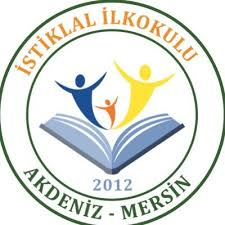 İSTİKLAL İLKOKULU
2012
AKDENİZ - MERSİN